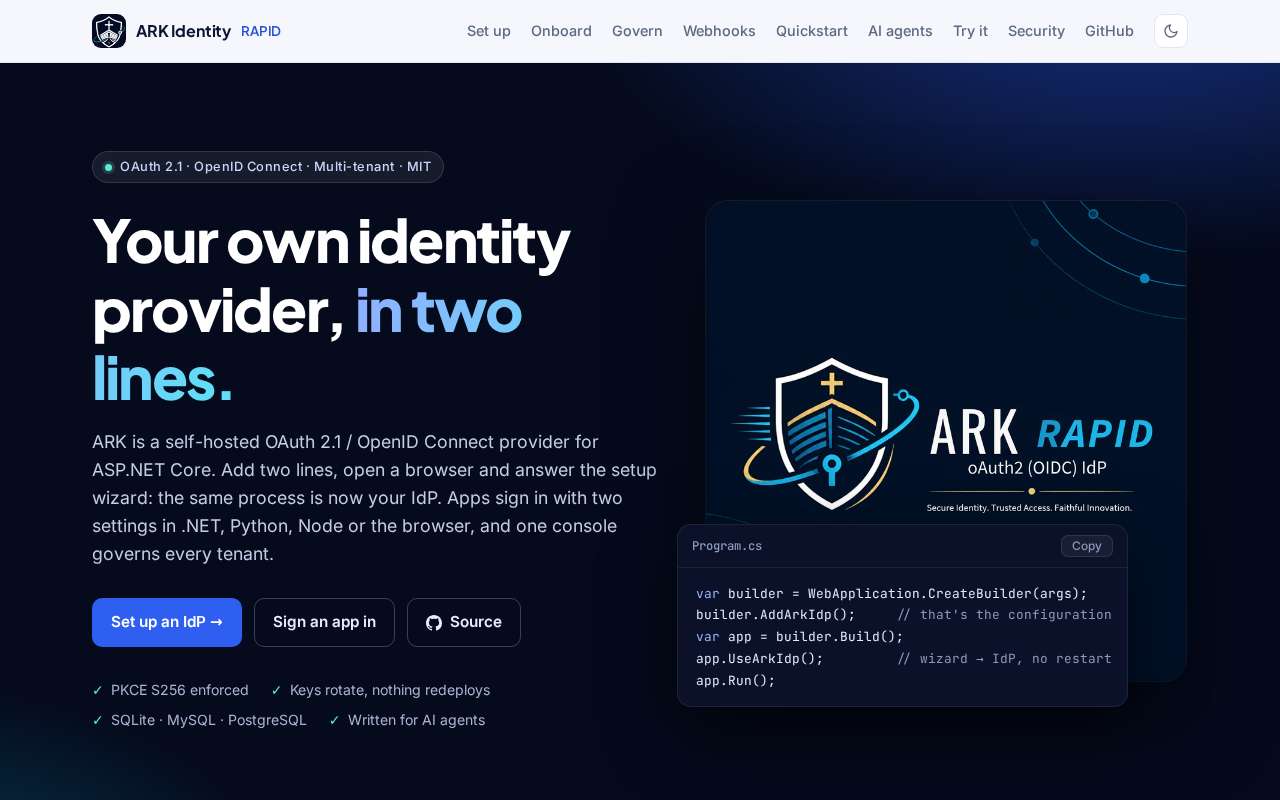 ARK Identity RAPID
Set up Onboard Govern Webhooks Quickstart AI agents Try it Security GitHub
OAuth 2.1 · OpenID Connect · Multi-tenant · MIT
Your own identity
provider, in two
lines.
ARK is a self-hosted OAuth 2.1 / OpenID Connect provider for
ASP.NET Core. Add two lines, open a browser and answer the setup
wizard: the same process is now your IdP. Apps sign in with two
settings in .NET, Python, Node or the browser, and one console
governs every tenant.
Set up an IdP →
Sign an app in
Source
✓ PKCE S256 enforced ✓ Keys rotate, nothing redeploys
✓ SQLite · MySQL · PostgreSQL ✓ Written for AI agents
ARK RAPID
oAuth2 (OIDC) IdP
Secure Identity. Trusted Access. Faithful Innovation.
Program.cs
Copy
var builder = WebApplication.CreateBuilder(args);
builder.AddArkIdp(); // that's the configuration
var app = builder.Build();
app.UseArkIdp(); // wizard → IdP, no restart
app.Run();